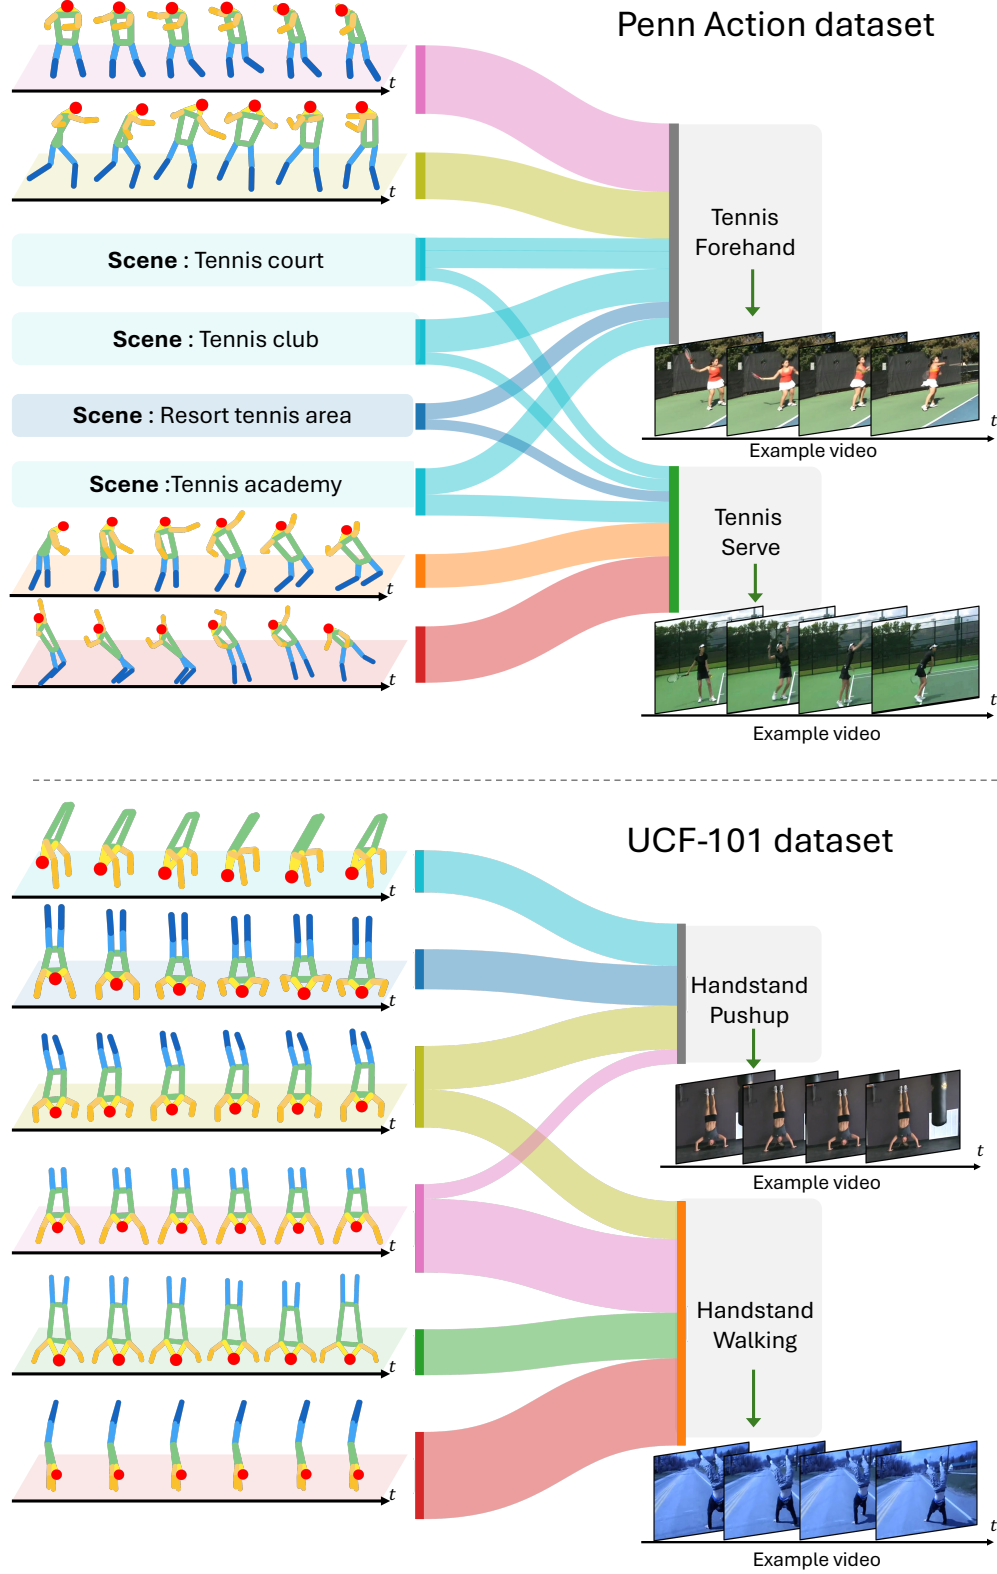 Penn Action dataset
t
t
Scene : Tennis court
Tennis
Forehand
Scene : Tennis club
Scene : Resort tennis area
t
Example video
Scene :Tennis academy
Tennis
Serve
t
t
t
Example video
UCF-101 dataset
t
Handstand
Pushup
t
t
t
Example video
t
Handstand
Walking
t
t
t
Example video